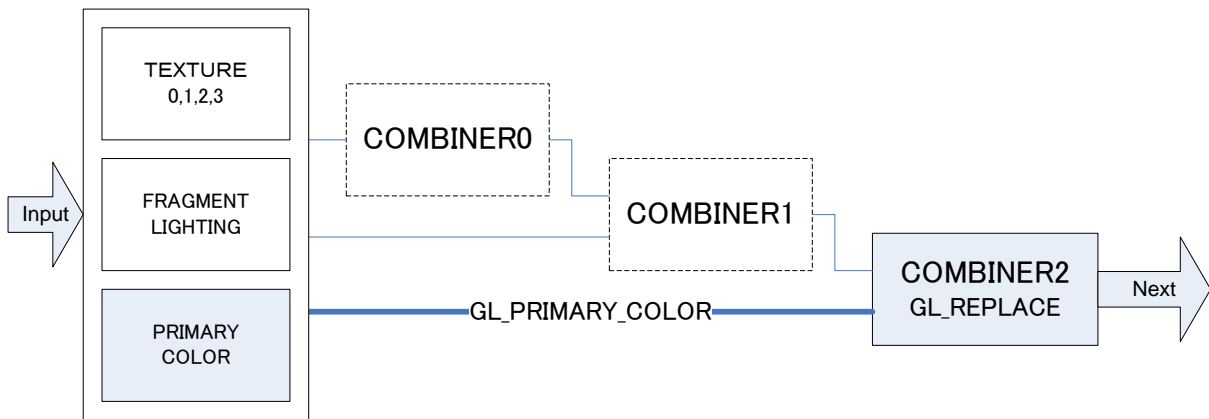 Input
TEXTURE
0,1,2,3
FRAGMENT
LIGHTING
PRIMARY
COLOR
COMBINER0
COMBINER1
GL_PRIMARY_COLOR
COMBINER2
GL_REPLACE
Next